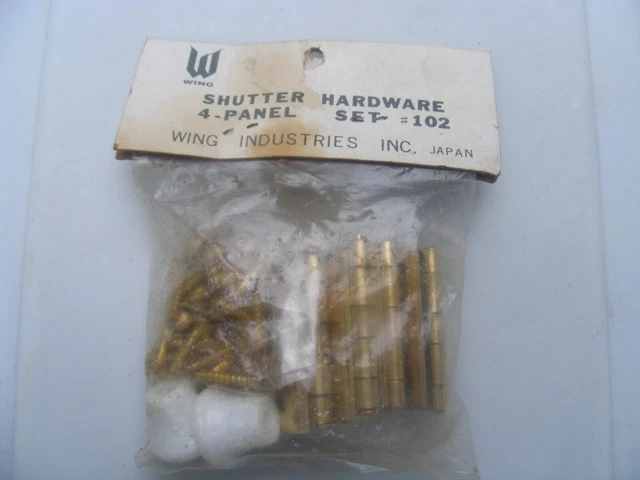 W
WING
SHUTTER HARDWARE
4-PANEL SET #102
WING INDUSTRIES INC. JAPAN